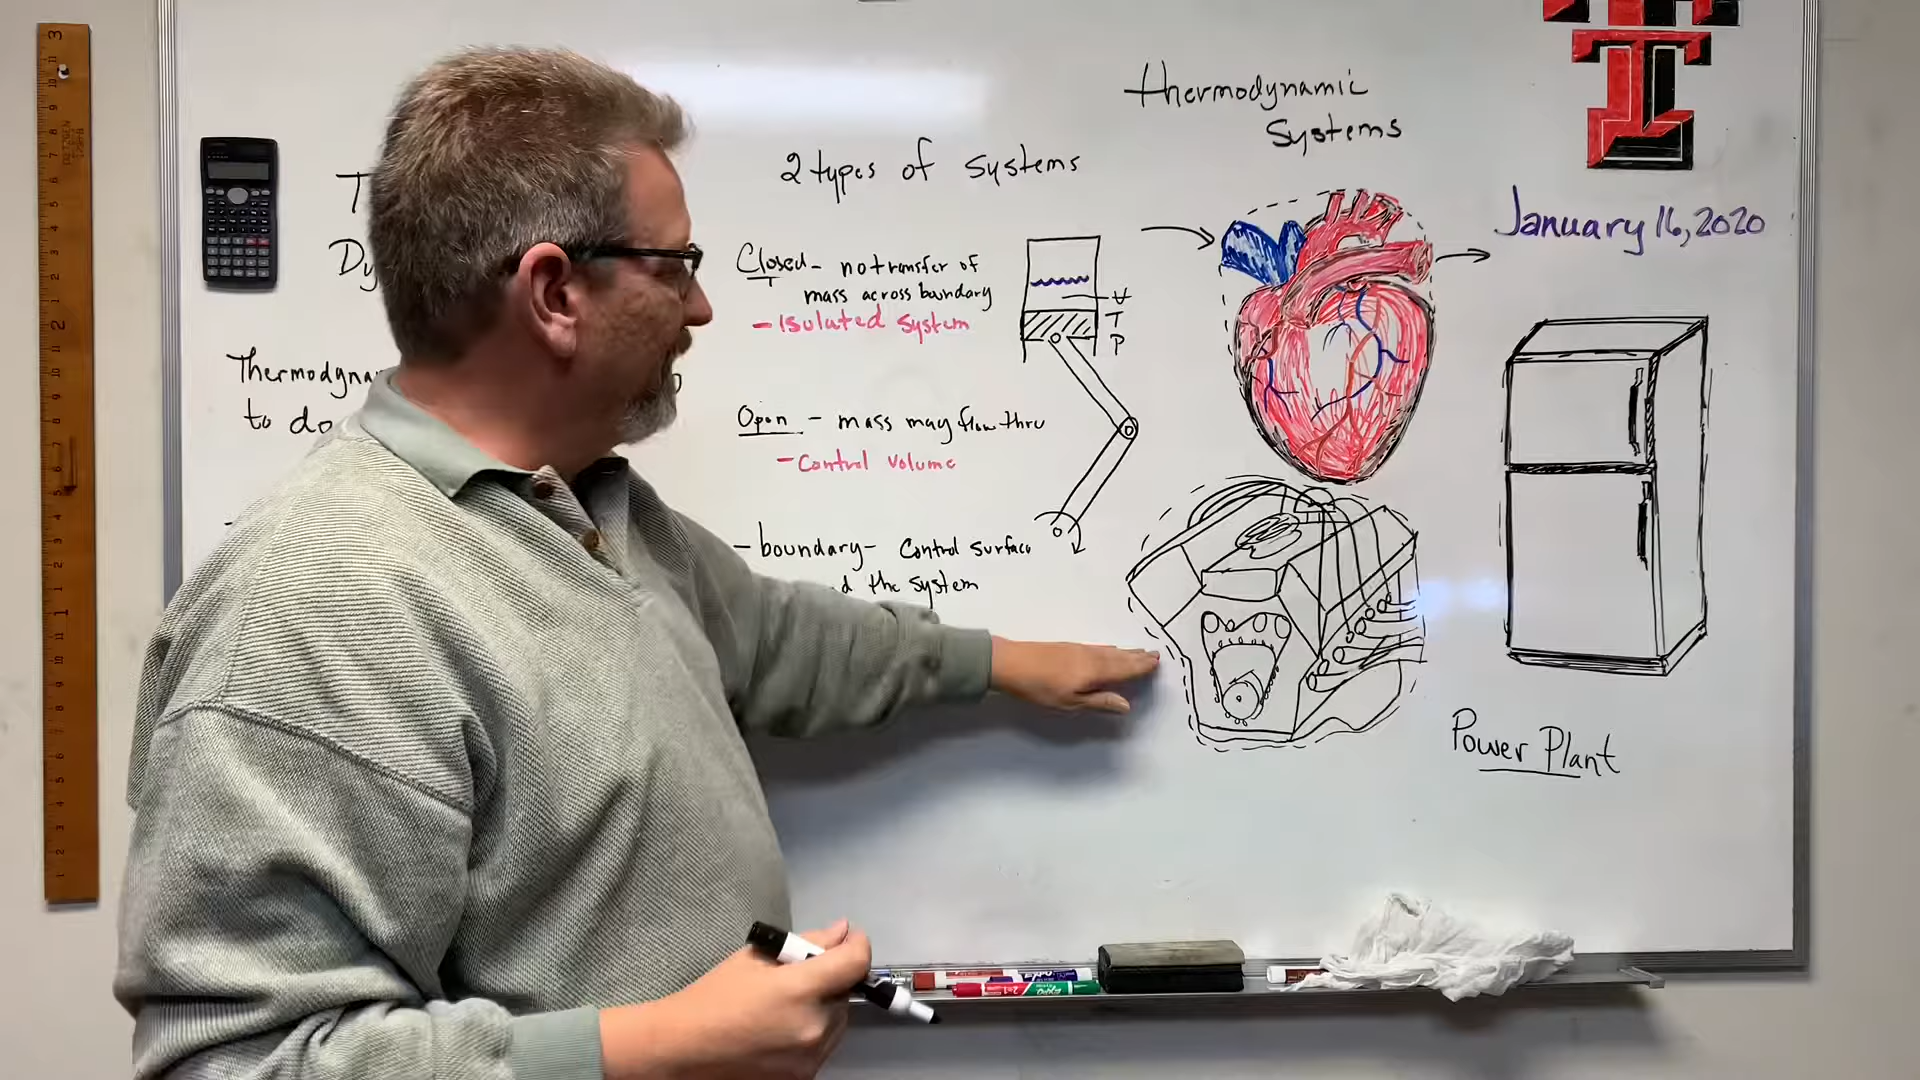 2 types of systems
Thermodynamic
Systems
January 16, 2020
Closed - no transfer of
mass across boundary
- Isolated system
V
T
P
Thermodyna
to do
Open - mass may flow thru
- Control volume
- boundary - Control surface
the system
Power Plant
EXPO